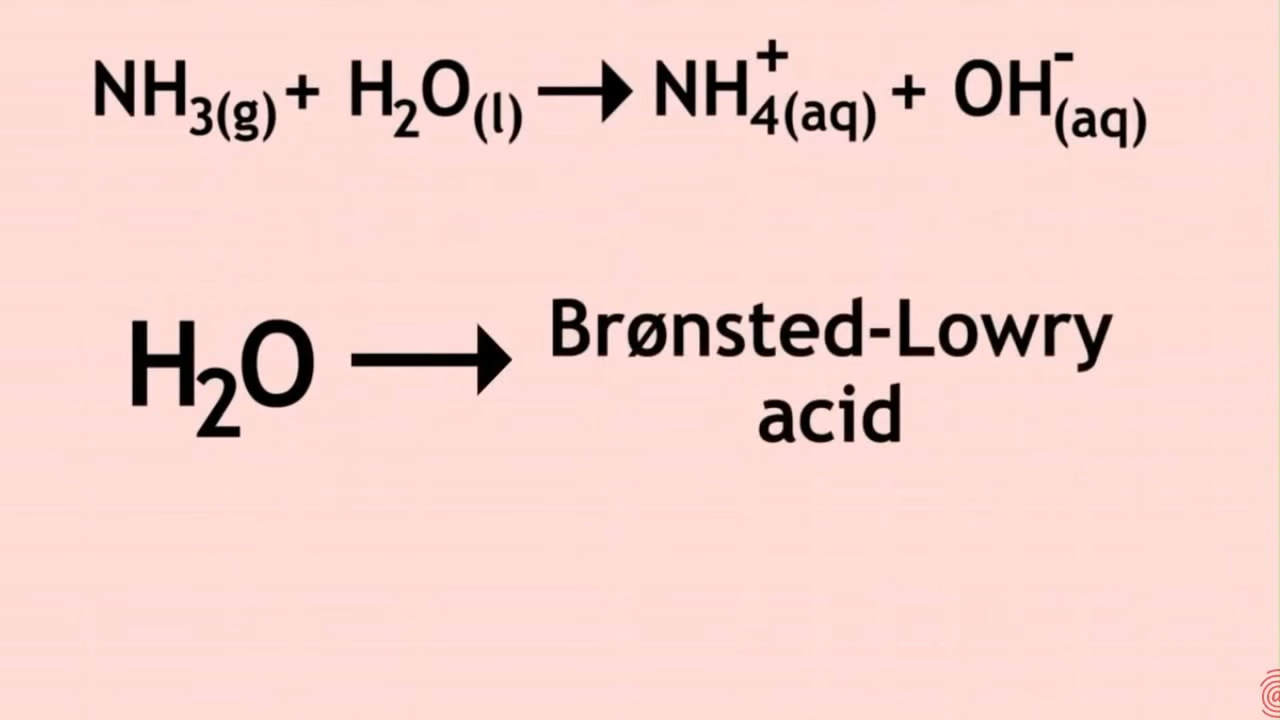 NH₃(g) + H₂O(l) → NH₄⁺(aq) + OH⁻(aq)
H₂O → Brønsted-Lowry
acid